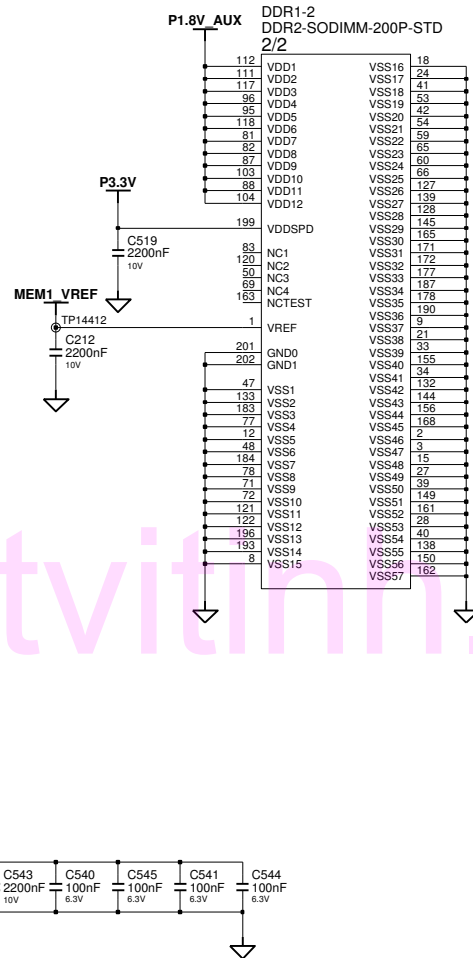 P1.8V_AUX
DDR1-2
DDR2-SODIMM-200P-STD
2/2
112 VDD1 VSS16 18
111 VDD2 VSS17 24
117 VDD3 VSS18 41
96 VDD4 VSS19 53
95 VDD5 VSS20 42
118 VDD6 VSS21 54
81 VDD7 VSS22 59
82 VDD8 VSS23 65
87 VDD9 VSS24 60
103 VDD10 VSS25 66
88 VDD11 VSS26 127
104 VDD12 VSS27 139
VSS28 128
P3.3V
199 VDDSPD VSS29 145
VSS30 165
C519
2200nF
10V
83 NC1 VSS31 171
120 NC2 VSS32 172
50 NC3 VSS33 177
69 NC4 VSS34 187
163 NCTEST VSS35 178
VSS36 190
MEM1_VREF
TP14412
1 VREF VSS37 9
VSS38 21
C212
2200nF
10V
201 GND0 VSS39 33
202 GND1 VSS40 155
VSS41 34
47 VSS1 VSS42 132
133 VSS2 VSS43 144
183 VSS3 VSS44 156
77 VSS4 VSS45 168
12 VSS5 VSS46 2
48 VSS6 VSS47 3
184 VSS7 VSS48 15
78 VSS8 VSS49 27
71 VSS9 VSS50 39
72 VSS10 VSS51 149
121 VSS11 VSS52 161
122 VSS12 VSS53 28
196 VSS13 VSS54 40
193 VSS14 VSS55 138
8 VSS15 VSS56 150
VSS57 162
tvitinh.
C543 C540 C545 C541 C544
2200nF 100nF 100nF 100nF 100nF
10V 6.3V 6.3V 6.3V 6.3V